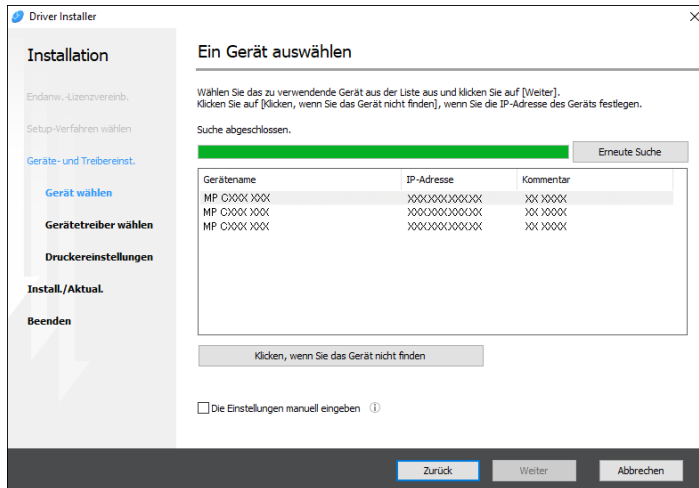 Driver Installer
Installation
Endanw.-Lizenzvereinb.
Setup-Verfahren wählen
Geräte- und Treibereinst.
Gerät wählen
Gerätetreiber wählen
Druckereinstellungen
Install./Aktual.
Beenden
Ein Gerät auswählen
Wählen Sie das zu verwendende Gerät aus der Liste aus und klicken Sie auf [Weiter].
Klicken Sie auf [Klicken, wenn Sie das Gerät nicht finden], wenn Sie die IP-Adresse des Geräts festlegen.
Suche abgeschlossen.
Erneute Suche
Gerätename IP-Adresse Kommentar
MP CXXX XXX XXX.XXX.XXX.XXX XX XXXX
MP CXXX XXX XXX.XXX.XXX.XXX XX XXXX
MP CXXX XXX XXX.XXX.XXX.XXX XX XXXX
Klicken, wenn Sie das Gerät nicht finden
Die Einstellungen manuell eingeben
Zurück Weiter Abbrechen